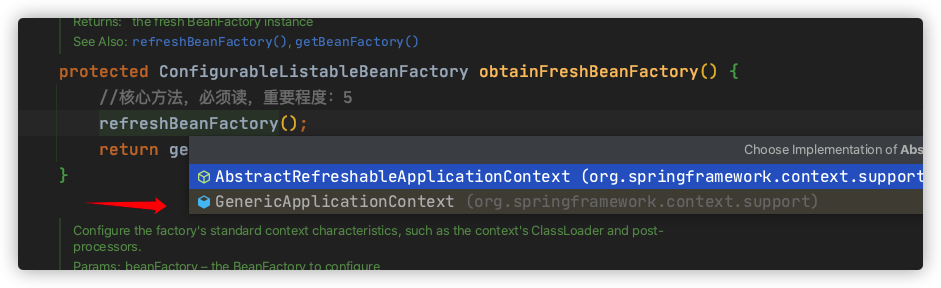 Returns: the fresh BeanFactory instance
See Also: refreshBeanFactory(), getBeanFactory()
protected ConfigurableListableBeanFactory obtainFreshBeanFactory() {
//核心方法，必须读，重要程度：5
refreshBeanFactory();
return ge
Choose Implementation of Abs
AbstractRefreshableApplicationContext (org.springframework.context.support
GenericApplicationContext (org.springframework.context.support)
}
Configure the factory's standard context characteristics, such as the context's ClassLoader and post-
processors.
Params: beanFactory – the BeanFactory to configure